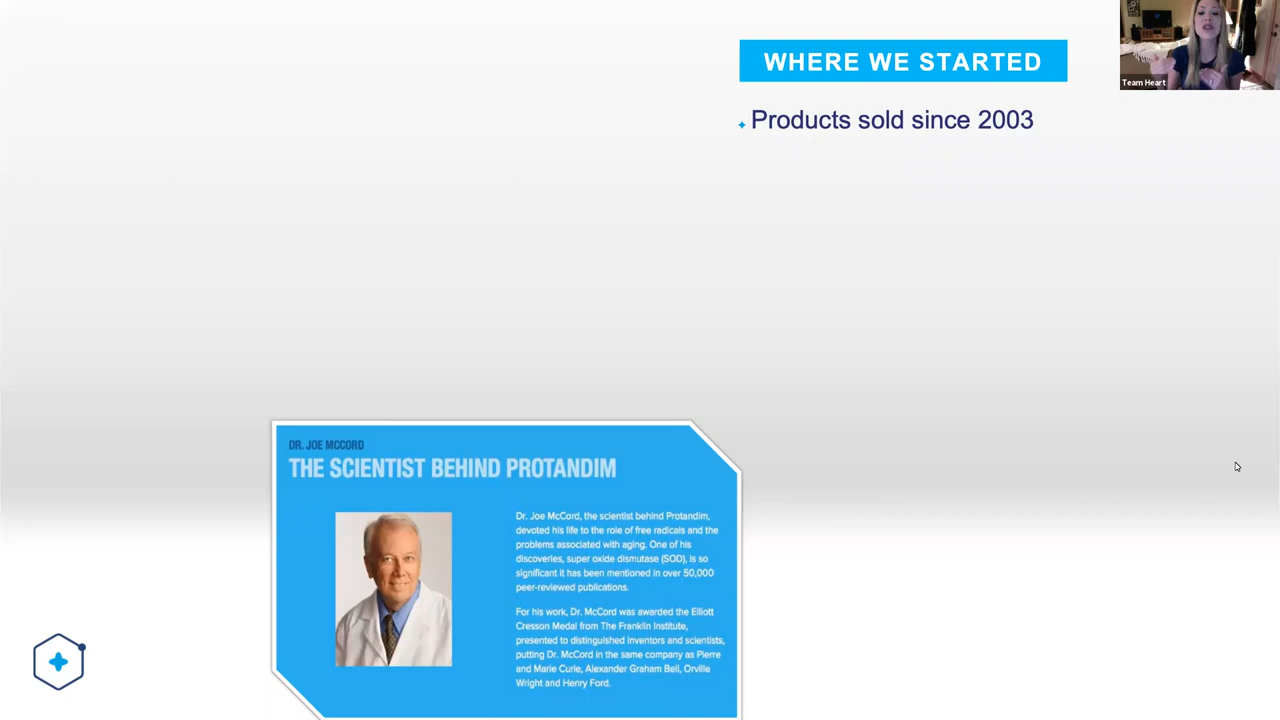 WHERE WE STARTED
Team Heart
Products sold since 2003
DR. JOE MCCORD
THE SCIENTIST BEHIND PROTANDIM
Dr. Joe McCord, the scientist behind Protandim,
devoted his life to the role of free radicals and the
problems associated with aging. One of his
discoveries, super oxide dismutase (SOD), is so
significant it has been mentioned in over 50,000
peer-reviewed publications.
For his work, Dr. McCord was awarded the Elliott
Cresson Medal from The Franklin Institute,
presented to distinguished inventors and scientists,
putting Dr. McCord in the same company as Pierre
and Marie Curie, Alexander Graham Bell, Orville
Wright and Henry Ford.